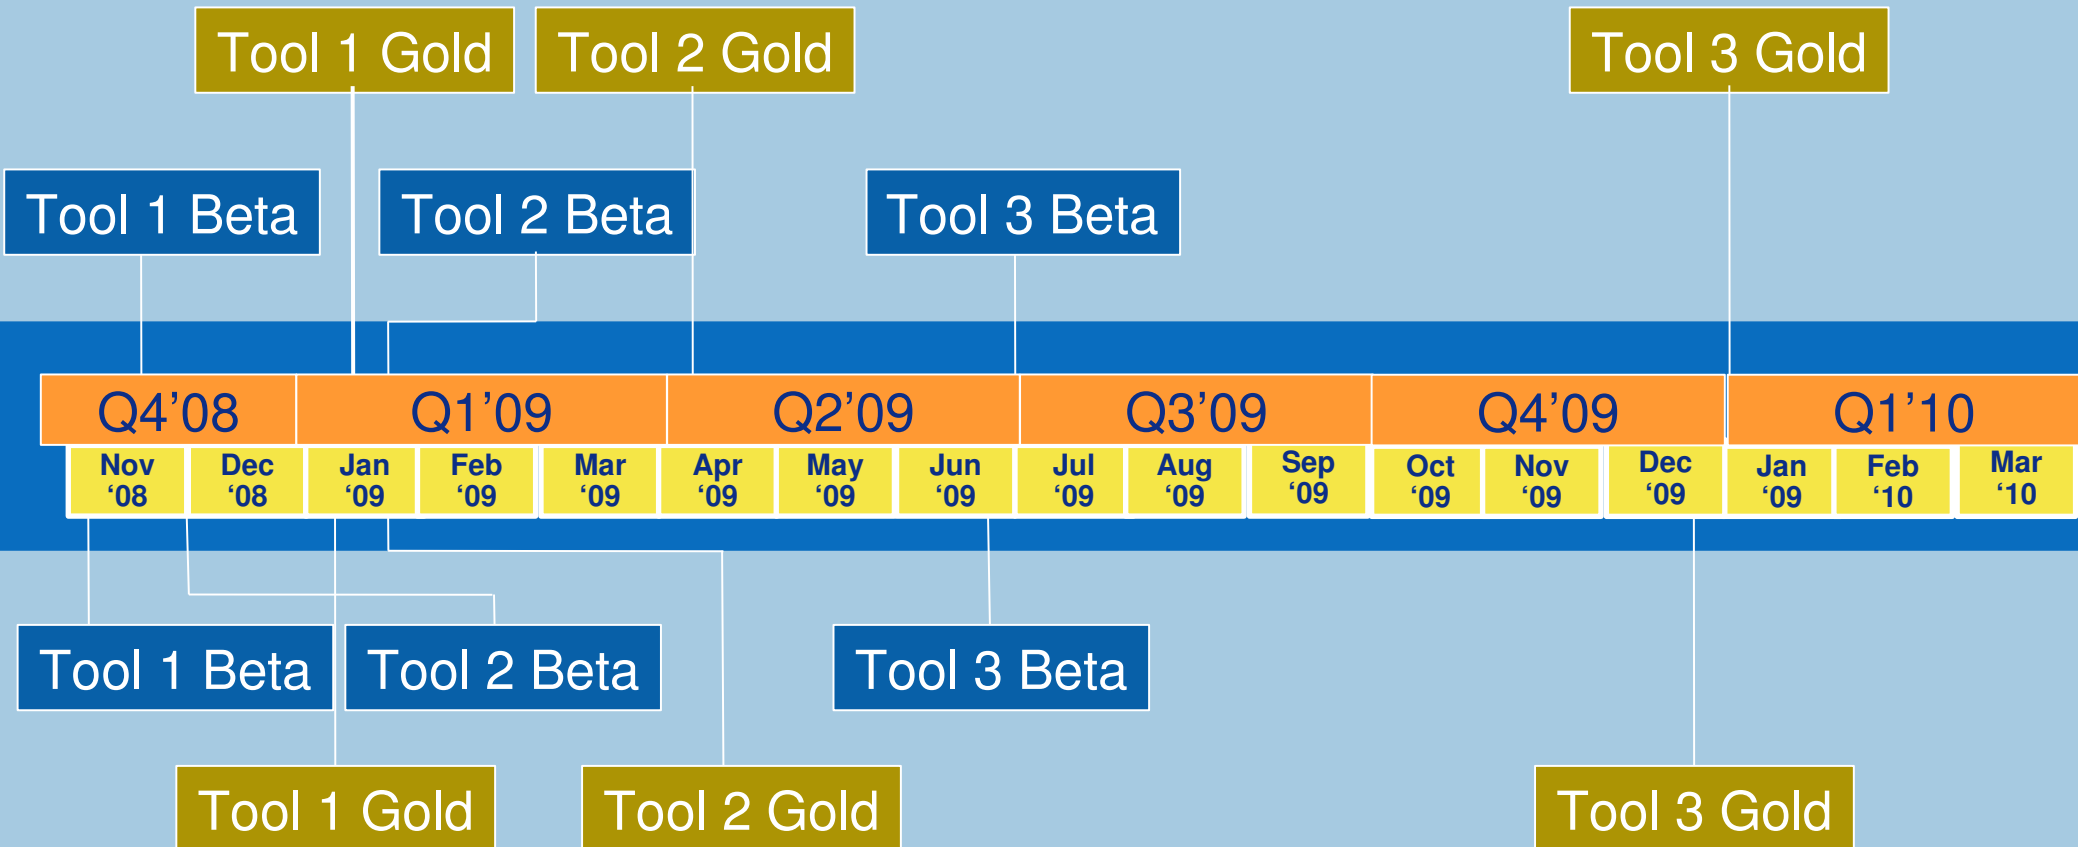 Tool 1 Gold
Tool 2 Gold
Tool 3 Gold
Tool 1 Beta
Tool 2 Beta
Tool 3 Beta
Q4’08
Q1’09
Q2’09
Q3’09
Q4’09
Q1’10
Nov
‘08
Dec
‘08
Jan
‘09
Feb
‘09
Mar
‘09
Apr
‘09
May
‘09
Jun
‘09
Jul
‘09
Aug
‘09
Sep
‘09
Oct
‘09
Nov
‘09
Dec
‘09
Jan
‘09
Feb
‘10
Mar
‘10
Tool 1 Beta
Tool 2 Beta
Tool 3 Beta
Tool 1 Gold
Tool 2 Gold
Tool 3 Gold